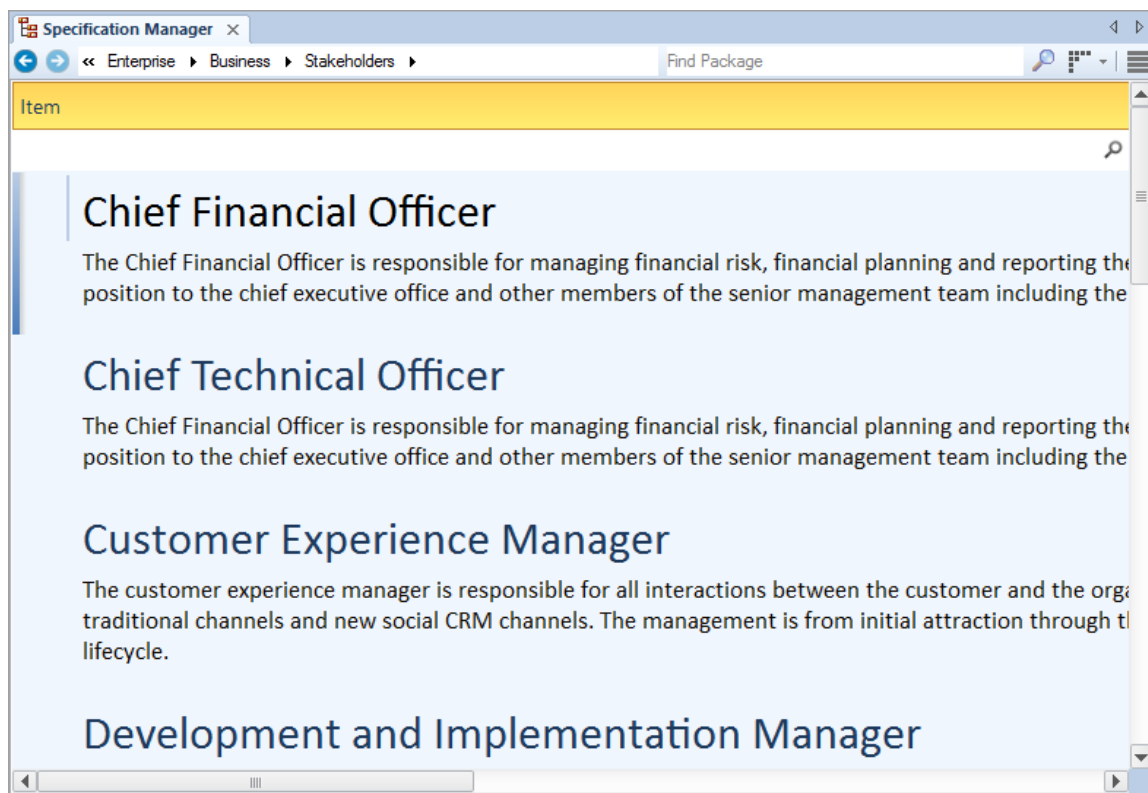 Specification Manager
Enterprise Business Stakeholders Find Package
Item
Chief Financial Officer
The Chief Financial Officer is responsible for managing financial risk, financial planning and reporting the
position to the chief executive office and other members of the senior management team including the
Chief Technical Officer
The Chief Financial Officer is responsible for managing financial risk, financial planning and reporting the
position to the chief executive office and other members of the senior management team including the
Customer Experience Manager
The customer experience manager is responsible for all interactions between the customer and the
traditional channels and new social CRM channels. The management is from initial attraction through
lifecycle.
Development and Implementation Manager